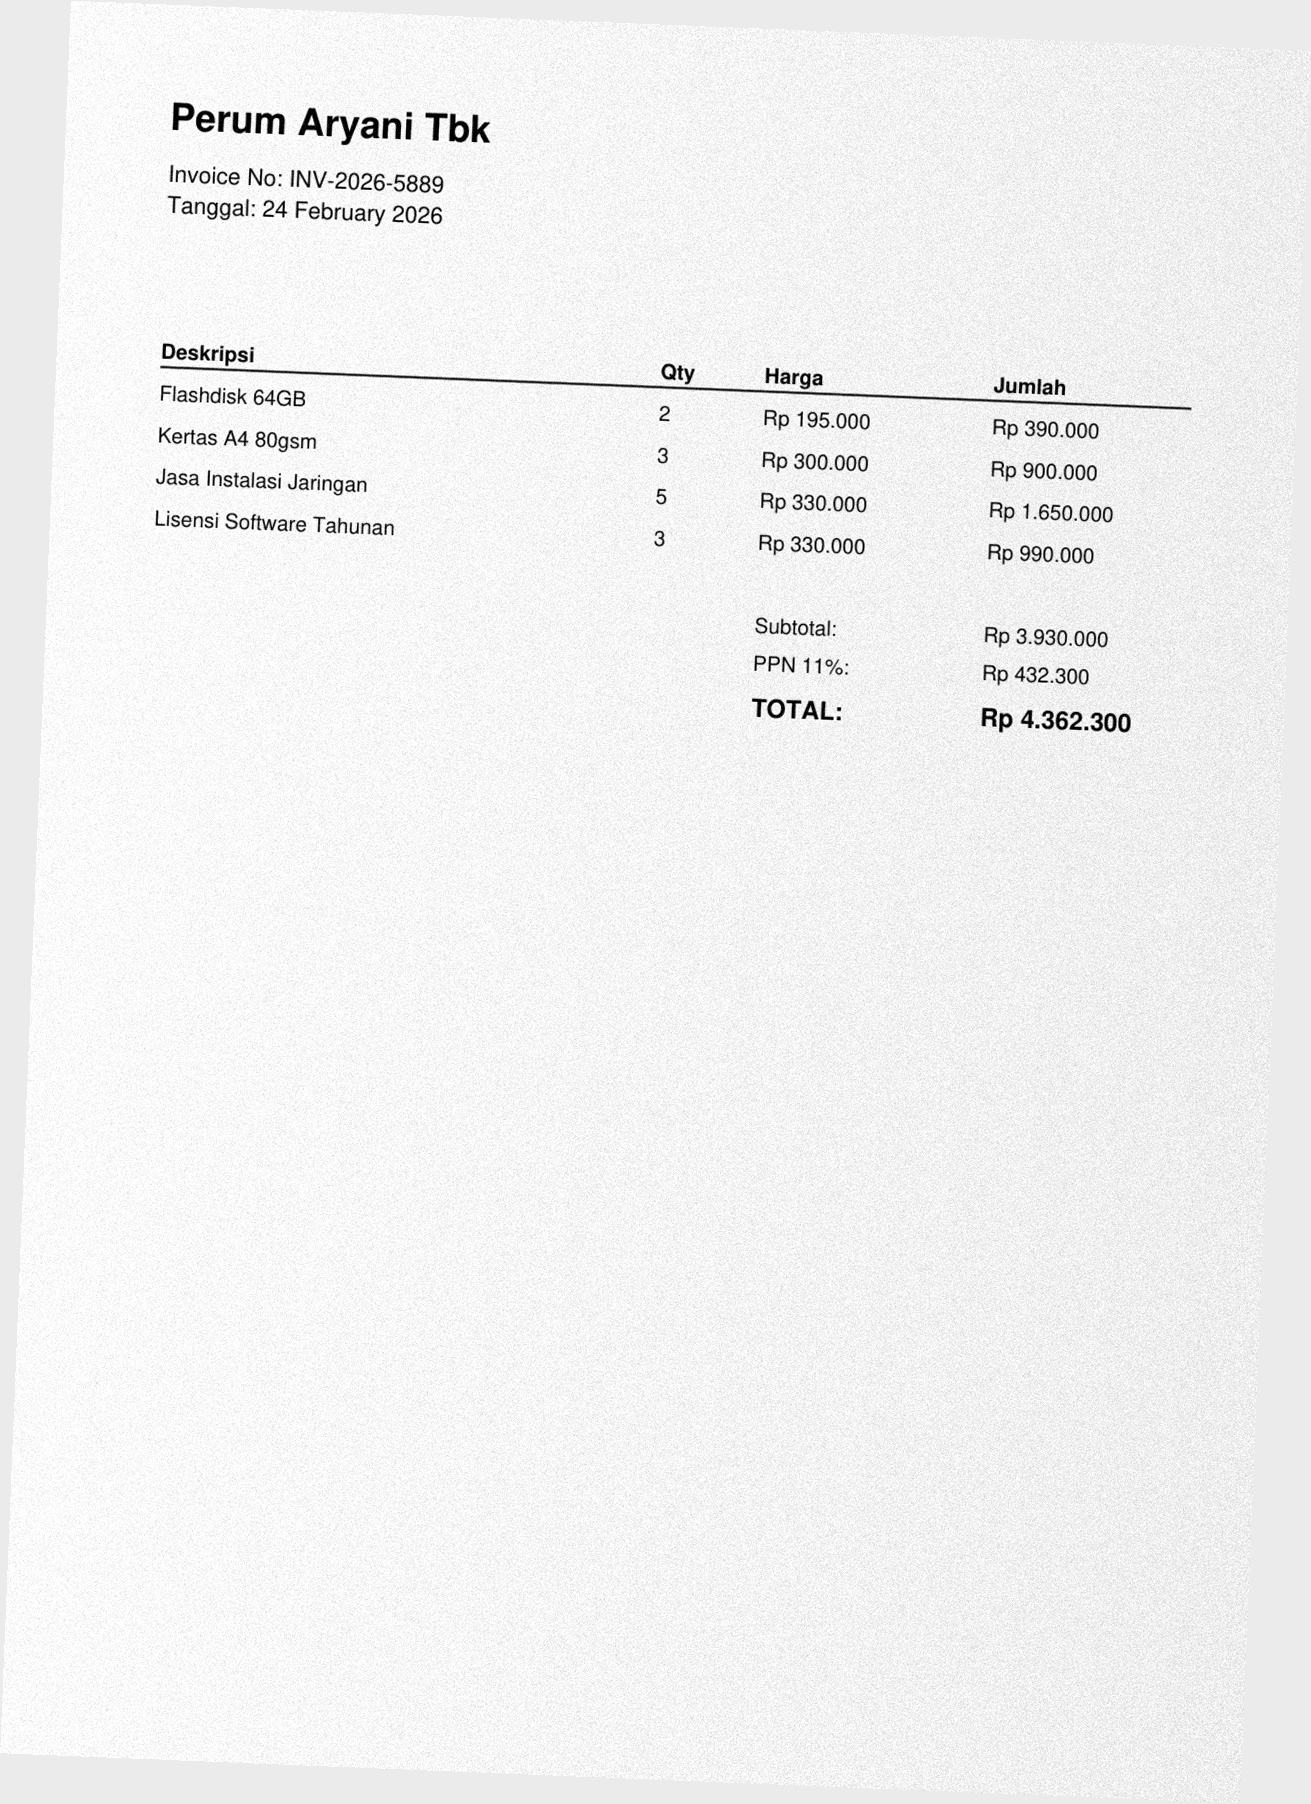 Perum Aryani Tbk
Invoice No: INV-2026-5889
Tanggal: 24 February 2026
Deskripsi Qty Harga Jumlah
Flashdisk 64GB 2 Rp 195.000 Rp 390.000
Kertas A4 80gsm 3 Rp 300.000 Rp 900.000
Jasa Instalasi Jaringan 5 Rp 330.000 Rp 1.650.000
Lisensi Software Tahunan 3 Rp 330.000 Rp 990.000
Subtotal: Rp 3.930.000
PPN 11%: Rp 432.300
TOTAL: Rp 4.362.300